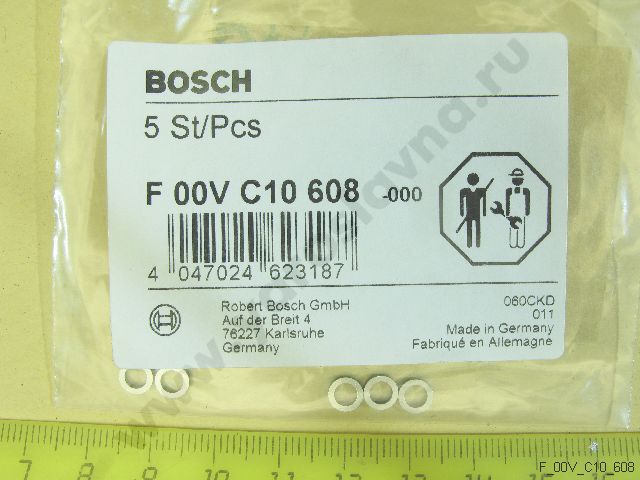 BOSCH
5 St/Pcs
F 00V C10 608 -000
4 047024 623187
Robert Bosch GmbH
Auf der Breit 4
76227 Karlsruhe
Germany
060CKD
011
Made in Germany
Fabriqué en Allemagne
7 8 9 10 11 12 13 14 15
F_00V_C10_608